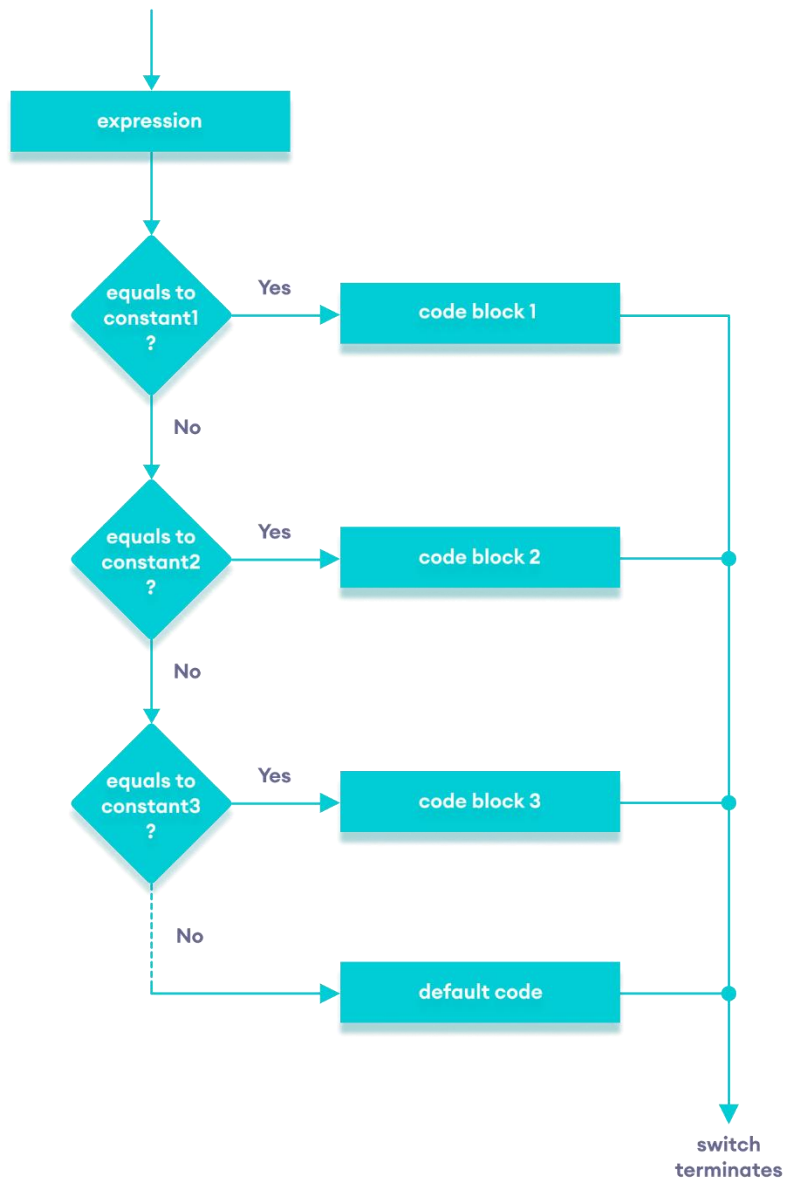 expression
equals to
constant1
?
Yes
code block 1
No
equals to
constant2
?
Yes
code block 2
No
equals to
constant3
?
Yes
code block 3
No
default code
switch
terminates